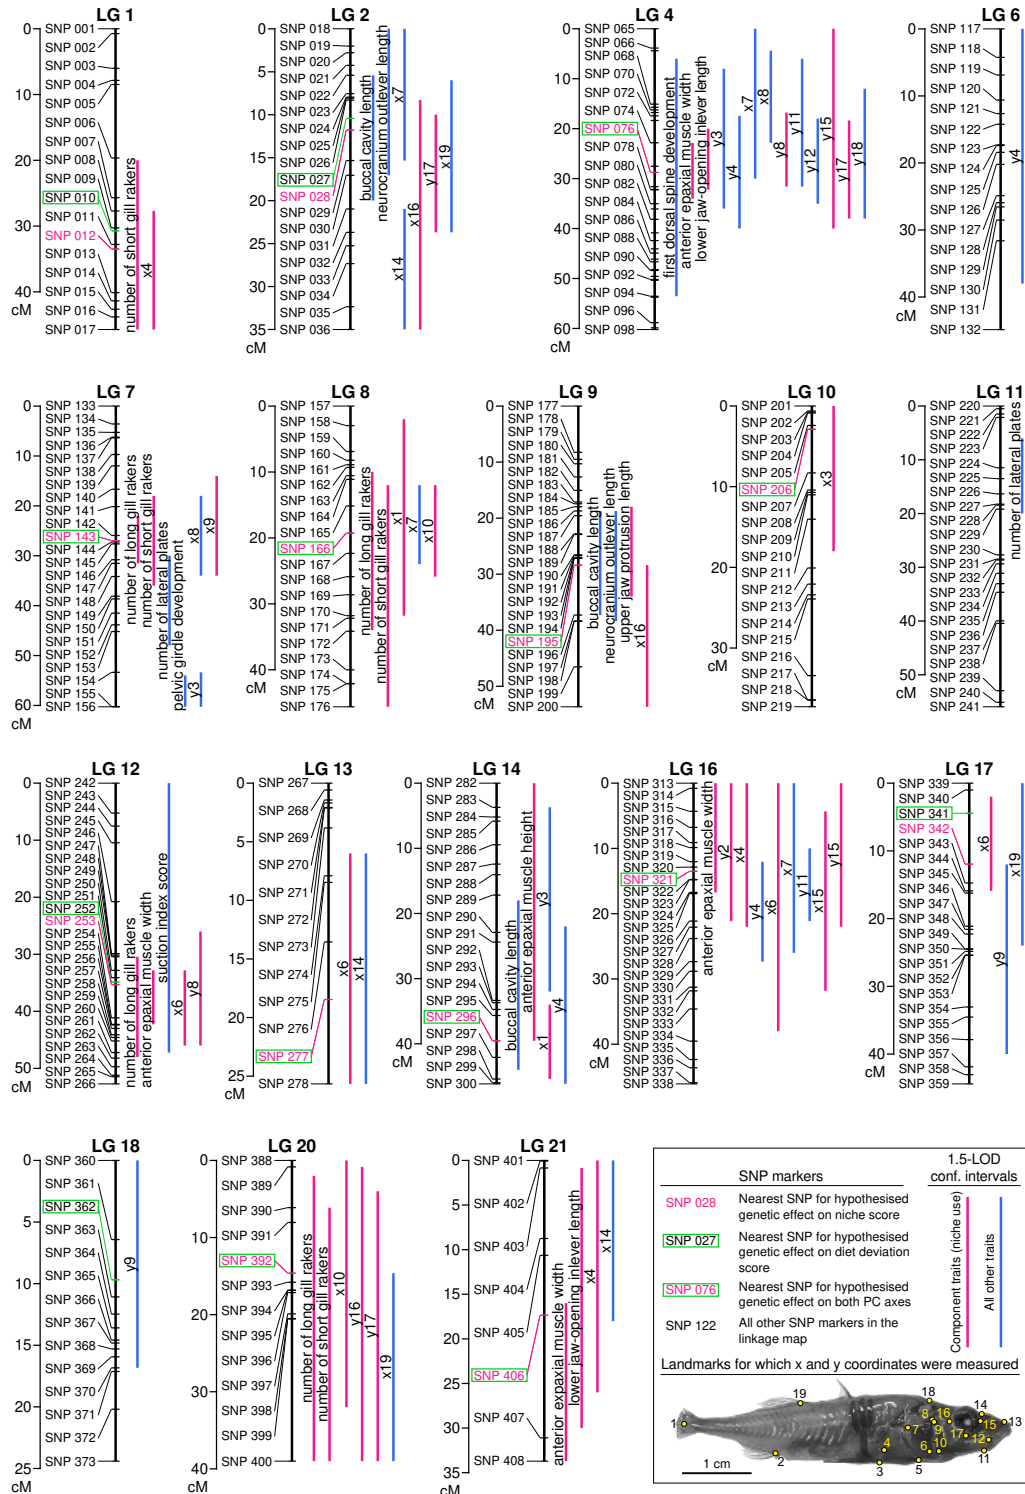 LG 1
0
10
20
30
40
cM
SNP 001
SNP 002
SNP 003
SNP 004
SNP 005
SNP 006
SNP 007
SNP 008
SNP 009
SNP 010
SNP 011
SNP 012
SNP 013
SNP 014
SNP 015
SNP 016
SNP 017
number of short gill rakers
x4
LG 2
0
5
10
15
20
25
30
35
cM
SNP 018
SNP 019
SNP 020
SNP 021
SNP 022
SNP 023
SNP 024
SNP 025
SNP 026
SNP 027
SNP 028
SNP 029
SNP 030
SNP 031
SNP 032
SNP 033
SNP 034
SNP 035
SNP 036
buccal cavity length
neurocranium outlever length
x7
x14
x16
y17
x19
LG 4
0
10
20
30
40
50
60
cM
SNP 065
SNP 066
SNP 068
SNP 070
SNP 072
SNP 074
SNP 076
SNP 078
SNP 080
SNP 082
SNP 084
SNP 086
SNP 088
SNP 090
SNP 092
SNP 094
SNP 096
SNP 098
first dorsal spine development
anterior epaxial muscle width
lower jaw-opening inlever length
y3
y4
x7
x8
y8
y11
y12
y15
y17
y18
LG 6
0
10
20
30
40
cM
SNP 117
SNP 118
SNP 119
SNP 120
SNP 121
SNP 122
SNP 123
SNP 124
SNP 125
SNP 126
SNP 127
SNP 128
SNP 129
SNP 130
SNP 131
SNP 132
y4
LG 7
0
10
20
30
40
50
60
cM
SNP 133
SNP 134
SNP 135
SNP 136
SNP 137
SNP 138
SNP 139
SNP 140
SNP 141
SNP 142
SNP 143
SNP 144
SNP 145
SNP 146
SNP 147
SNP 148
SNP 149
SNP 150
SNP 151
SNP 152
SNP 153
SNP 154
SNP 155
SNP 156
number of long gill rakers
number of short gill rakers
number of lateral plates
pelvic girdle development
y3
x8
x9
LG 8
0
10
20
30
40
cM
SNP 157
SNP 158
SNP 159
SNP 160
SNP 161
SNP 162
SNP 163
SNP 164
SNP 165
SNP 166
SNP 167
SNP 168
SNP 169
SNP 170
SNP 171
SNP 172
SNP 173
SNP 174
SNP 175
SNP 176
number of long gill rakers
number of short gill rakers
x1
x7
x10
LG 9
0
10
20
30
40
50
cM
SNP 177
SNP 178
SNP 179
SNP 180
SNP 181
SNP 182
SNP 183
SNP 184
SNP 185
SNP 186
SNP 187
SNP 188
SNP 189
SNP 190
SNP 191
SNP 192
SNP 193
SNP 194
SNP 195
SNP 196
SNP 197
SNP 198
SNP 199
SNP 200
buccal cavity length
neurocranium outlever length
upper jaw protrusion length
x16
LG 10
0
10
20
30
cM
SNP 201
SNP 202
SNP 203
SNP 204
SNP 205
SNP 206
SNP 207
SNP 208
SNP 209
SNP 210
SNP 211
SNP 212
SNP 213
SNP 214
SNP 215
SNP 216
SNP 217
SNP 218
SNP 219
x3
LG 11
0
10
20
30
40
50
cM
SNP 220
SNP 221
SNP 222
SNP 223
SNP 224
SNP 225
SNP 226
SNP 227
SNP 228
SNP 229
SNP 230
SNP 231
SNP 232
SNP 233
SNP 234
SNP 235
SNP 236
SNP 237
SNP 238
SNP 239
SNP 240
SNP 241
number of lateral plates
LG 12
0
10
20
30
40
50
cM
SNP 242
SNP 243
SNP 244
SNP 245
SNP 246
SNP 247
SNP 248
SNP 249
SNP 250
SNP 251
SNP 252
SNP 253
SNP 254
SNP 255
SNP 256
SNP 257
SNP 258
SNP 259
SNP 260
SNP 261
SNP 262
SNP 263
SNP 264
SNP 265
SNP 266
number of long gill rakers
anterior epaxial muscle width
suction index score
x6
y8
LG 13
0
5
10
15
20
25
cM
SNP 267
SNP 268
SNP 269
SNP 270
SNP 271
SNP 272
SNP 273
SNP 274
SNP 275
SNP 276
SNP 277
SNP 278
x6
x14
LG 14
0
10
20
30
40
cM
SNP 282
SNP 283
SNP 284
SNP 285
SNP 286
SNP 287
SNP 288
SNP 289
SNP 290
SNP 291
SNP 292
SNP 293
SNP 294
SNP 295
SNP 296
SNP 297
SNP 298
SNP 299
SNP 300
buccal cavity length
anterior epaxial muscle height
x1
y3
y4
LG 16
0
10
20
30
40
cM
SNP 313
SNP 314
SNP 315
SNP 316
SNP 317
SNP 318
SNP 319
SNP 320
SNP 321
SNP 322
SNP 323
SNP 324
SNP 325
SNP 326
SNP 327
SNP 328
SNP 329
SNP 330
SNP 331
SNP 332
SNP 333
SNP 334
SNP 335
SNP 336
SNP 337
SNP 338
anterior epaxial muscle width
y2
x4
y4
x6
x7
y11
x15
y15
LG 17
0
10
20
30
40
cM
SNP 339
SNP 340
SNP 341
SNP 342
SNP 343
SNP 344
SNP 345
SNP 346
SNP 347
SNP 348
SNP 349
SNP 350
SNP 351
SNP 352
SNP 353
SNP 354
SNP 355
SNP 356
SNP 357
SNP 358
SNP 359
x6
y9
x19
LG 18
0
5
10
15
20
25
cM
SNP 360
SNP 361
SNP 362
SNP 363
SNP 364
SNP 365
SNP 366
SNP 367
SNP 368
SNP 369
SNP 370
SNP 371
SNP 372
SNP 373
y9
LG 20
0
10
20
30
40
cM
SNP 388
SNP 389
SNP 390
SNP 391
SNP 392
SNP 393
SNP 394
SNP 395
SNP 396
SNP 397
SNP 398
SNP 399
SNP 400
number of long gill rakers
number of short gill rakers
x10
y16
y17
x19
LG 21
0
5
10
15
20
25
30
35
cM
SNP 401
SNP 402
SNP 403
SNP 404
SNP 405
SNP 406
SNP 407
SNP 408
anterior epaxial muscle width
lower jaw-opening inlever length
x4
x14
SNP markers
1.5-LOD
conf. intervals
SNP 028 Nearest SNP for hypothesised
genetic effect on niche score
SNP 027 Nearest SNP for hypothesised
genetic effect on diet deviation
score
SNP 076 Nearest SNP for hypothesised
genetic effect on both PC axes
SNP 122 All other SNP markers in the
linkage map
Component traits (niche use)
All other traits
Landmarks for which x and y coordinates were measured
19
18
14
13
1
8
16
15
7
9
17
12
4
6
10
11
2
3
5
1 cm